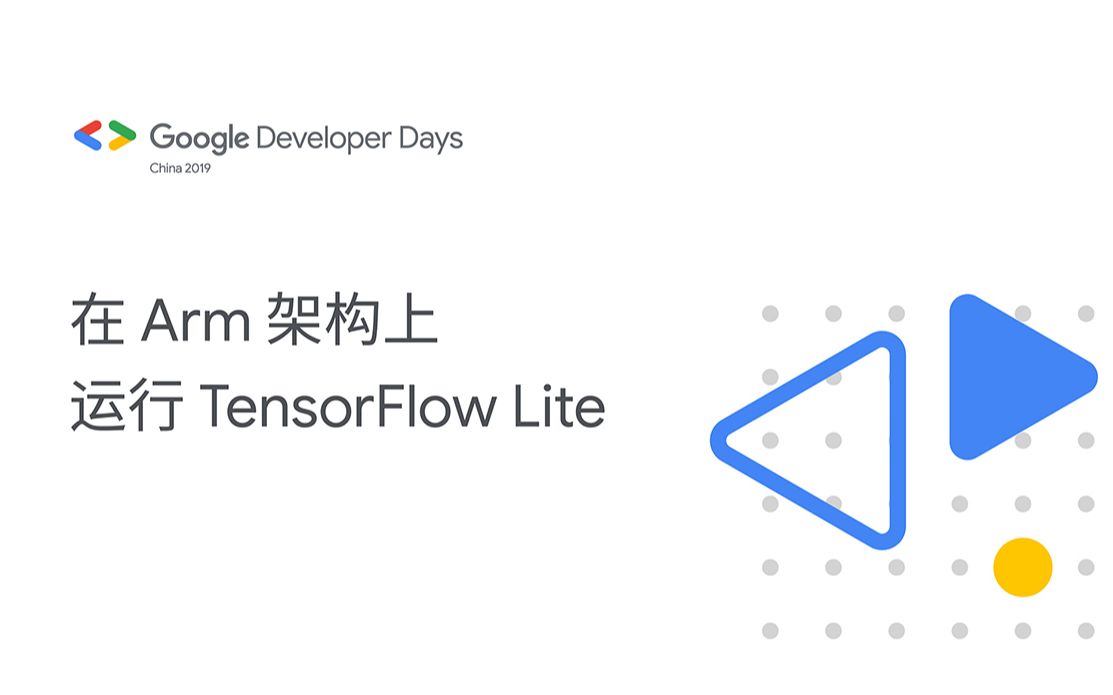 Google Developer Days
China 2019
在 Arm 架构上
运行 TensorFlow Lite